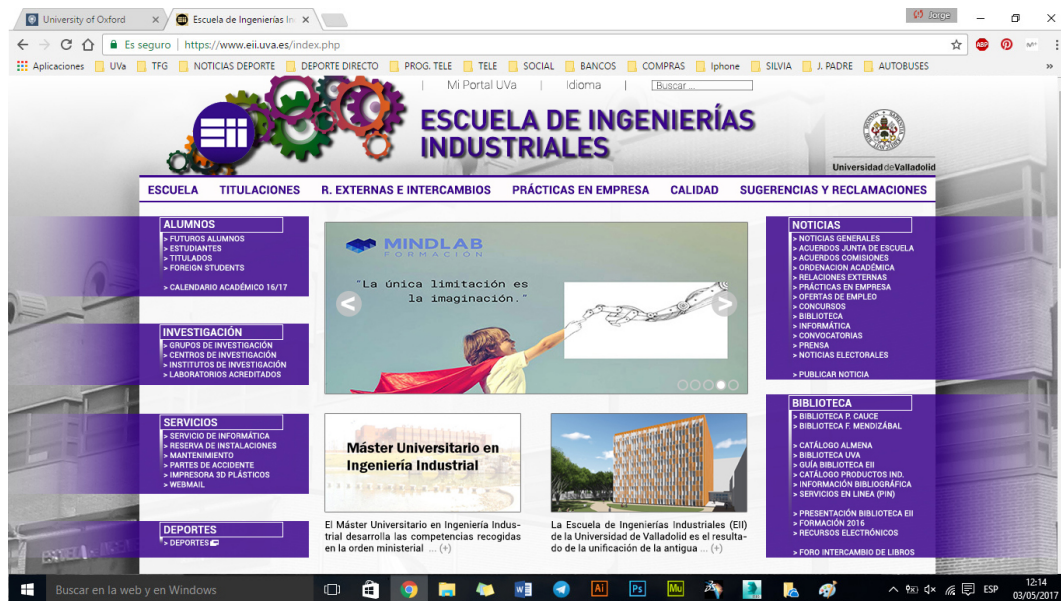 University of Oxford
Escuela de Ingenierías In
Jorge
Es seguro
https://www.eii.uva.es/index.php
ABP
Aplicaciones
UVa
TFG
NOTICIAS DEPORTE
DEPORTE DIRECTO
PROG. TELE
TELE
SOCIAL
BANCOS
COMPRAS
Iphone
SILVIA
J. PADRE
AUTOBUSES
»
| Mi Portal UVa | Idioma | Buscar ...
eii
ESCUELA DE INGENIERÍAS
INDUSTRIALES
Universidad de Valladolid
ESCUELA TITULACIONES R. EXTERNAS E INTERCAMBIOS PRÁCTICAS EN EMPRESA CALIDAD SUGERENCIAS Y RECLAMACIONES
ALUMNOS
> FUTUROS ALUMNOS
> ESTUDIANTES
> TITULADOS
> FOREIGN STUDENTS
> CALENDARIO ACADÉMICO 16/17
INVESTIGACIÓN
> GRUPOS DE INVESTIGACIÓN
> CENTROS DE INVESTIGACIÓN
> INSTITUTOS DE INVESTIGACIÓN
> LABORATORIOS ACREDITADOS
SERVICIOS
> SERVICIO DE INFORMÁTICA
> RESERVA DE INSTALACIONES
> MANTENIMIENTO
> PARTES DE ACCIDENTE
> IMPRESORA 3D PLÁSTICOS
> WEBMAIL
DEPORTES
> DEPORTES
MINDLAB
FORMACIÓN
"La única limitación es
la imaginación."
<
>
Máster Universitario en
Ingeniería Industrial
El Máster Universitario en Ingeniería Indus-
trial desarrolla las competencias recogidas
en la orden ministerial ... (+)
La Escuela de Ingenierías Industriales (EII)
de la Universidad de Valladolid es el resulta-
do de la unificación de la antigua ... (+)
NOTICIAS
> NOTICIAS GENERALES
> ACUERDOS JUNTA DE ESCUELA
> ACUERDOS COMISIONES
> ORDENACION ACADÉMICA
> RELACIONES EXTERNAS
> PRÁCTICAS EN EMPRESA
> OFERTAS DE EMPLEO
> CONCURSOS
> BIBLIOTECA
> INFORMÁTICA
> CONVOCATORIAS
> PRENSA
> NOTICIAS ELECTORALES
> PUBLICAR NOTICIA
BIBLIOTECA
> BIBLIOTECA P. CAUCE
> BIBLIOTECA F. MENDIZÁBAL
> CATÁLOGO ALMENA
> BIBLIOTECA UVA
> GUÍA BIBLIOTECA EII
> CATÁLOGO PRODUCTOS IND.
> INFORMACIÓN BIBLIOGRÁFICA
> SERVICIOS EN LINEA (PIN)
> PRESENTACIÓN BIBLIOTECA EII
> FORMACIÓN 2016
> RECURSOS ELECTRÓNICOS
> FORO INTERCAMBIO DE LIBROS
Buscar en la web y en Windows
Ai
Ps
Mu
ESP
12:14
03/05/2017